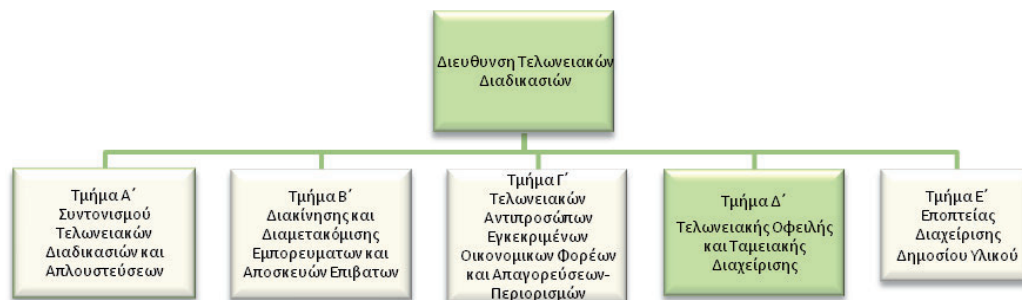 Διευθυνση Τελωνειακών
Διαδικασιών
Τμήμα Α΄
Συντονισμού
Τελωνειακών
Διαδικασιών και
Απλουστεύσεων
Τμήμα Β΄
Διακίνησης και
Διαμετακόμισης
Εμπορευματων και
Αποσκευών Επιβατων
Τμήμα Γ΄
Τελωνειακών
Αντιπροσώπων
Εγκεκριμένων
Οικονομικων Φορέων
και Απαγορεύσεων-
Περιορισμών
Τμήμα Δ΄
Τελωνειακής Οφειλής
και Ταμειακής
Διαχείρισης
Τμήμα Ε΄
Εποπτείας
Διαχείρισης
Δημοσίου Υλικού